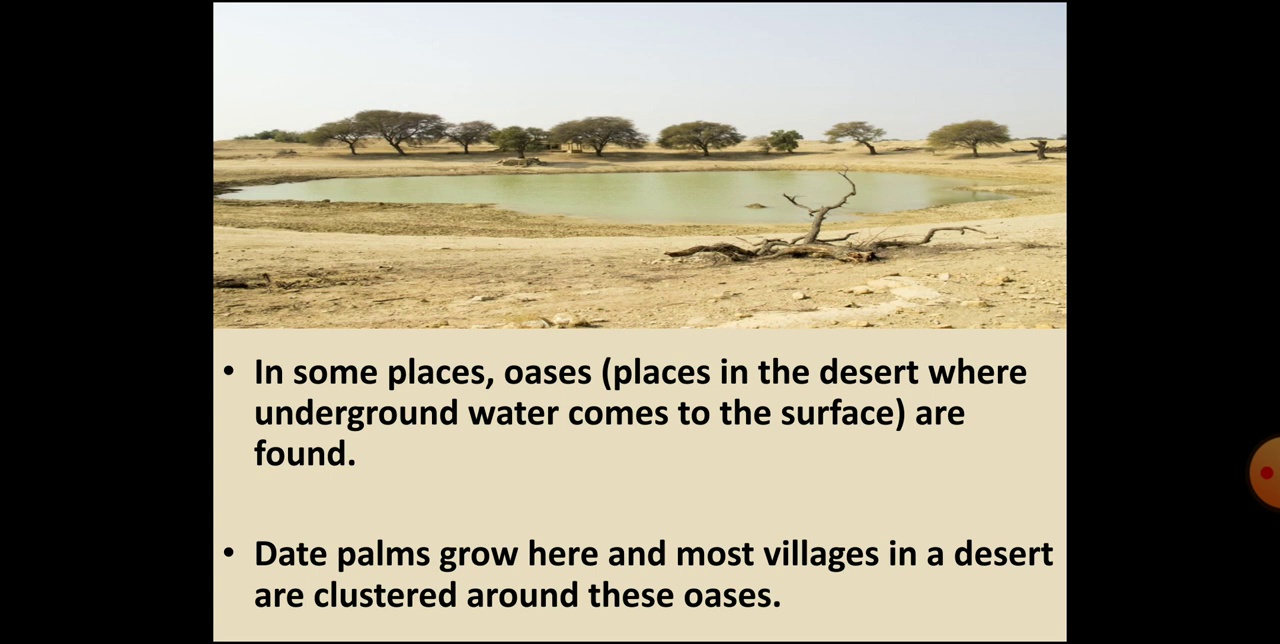 • In some places, oases (places in the desert where
underground water comes to the surface) are
found.
• Date palms grow here and most villages in a desert
are clustered around these oases.